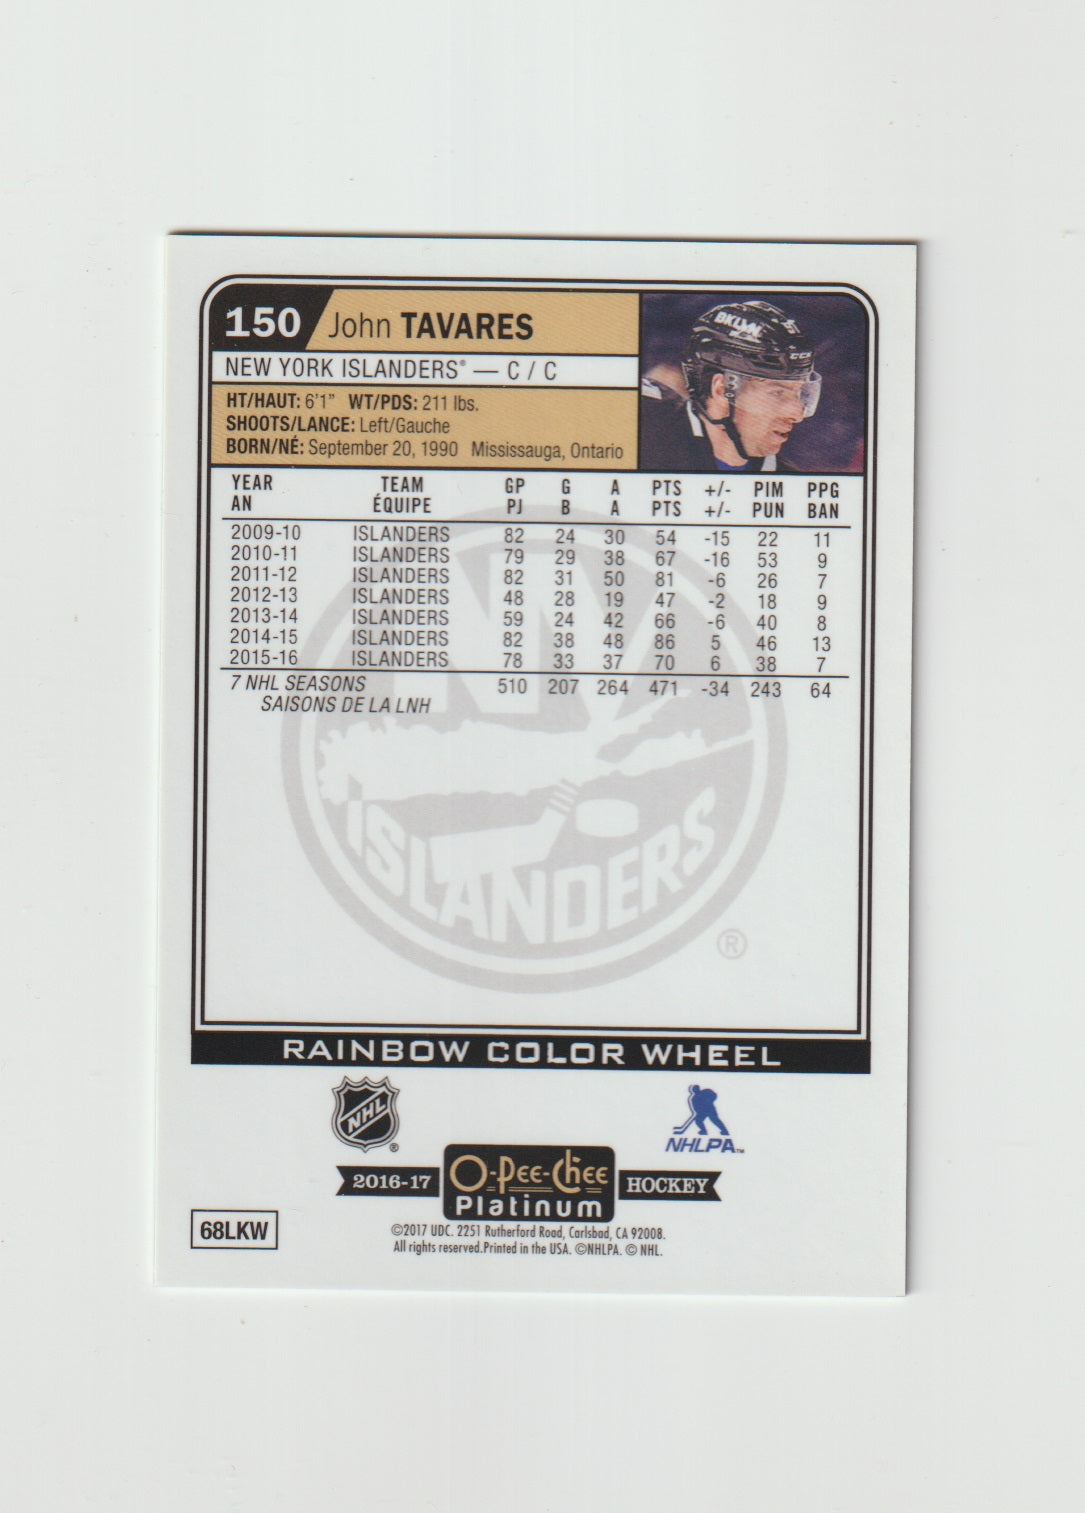 150 John TAVARES
NEW YORK ISLANDERS® — C / C
HT/HAUT: 6'1" WT/PDS: 211 lbs.
SHOOTS/LANCE: Left/Gauche
BORN/NÉ: September 20, 1990 Mississauga, Ontario
BKLYN
CCM
YEAR TEAM GP G A PTS +/- PIM PPG
AN ÉQUIPE PJ B A PTS +/- PUN BAN
2009-10 ISLANDERS 82 24 30 54 -15 22 11
2010-11 ISLANDERS 79 29 38 67 -16 53 9
2011-12 ISLANDERS 82 31 50 81 -6 26 7
2012-13 ISLANDERS 48 28 19 47 -2 18 9
2013-14 ISLANDERS 59 24 42 66 -6 40 8
2014-15 ISLANDERS 82 38 48 86 5 46 13
2015-16 ISLANDERS 78 33 37 70 6 38 7
7 NHL SEASONS 510 207 264 471 -34 243 64
SAISONS DE LA LNH
NY
ISLANDERS
®
RAINBOW COLOR WHEEL
NHL ®
NHLPA™
2016-17 O-Pee-Chee HOCKEY
Platinum
68LKW
©2017 UDC. 2251 Rutherford Road, Carlsbad, CA 92008.
All rights reserved.Printed in the USA. ©NHLPA. © NHL.